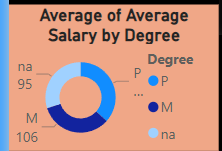 Average of Average
Salary by Degree
na
95
M
106
P
...
Degree
P
M
na